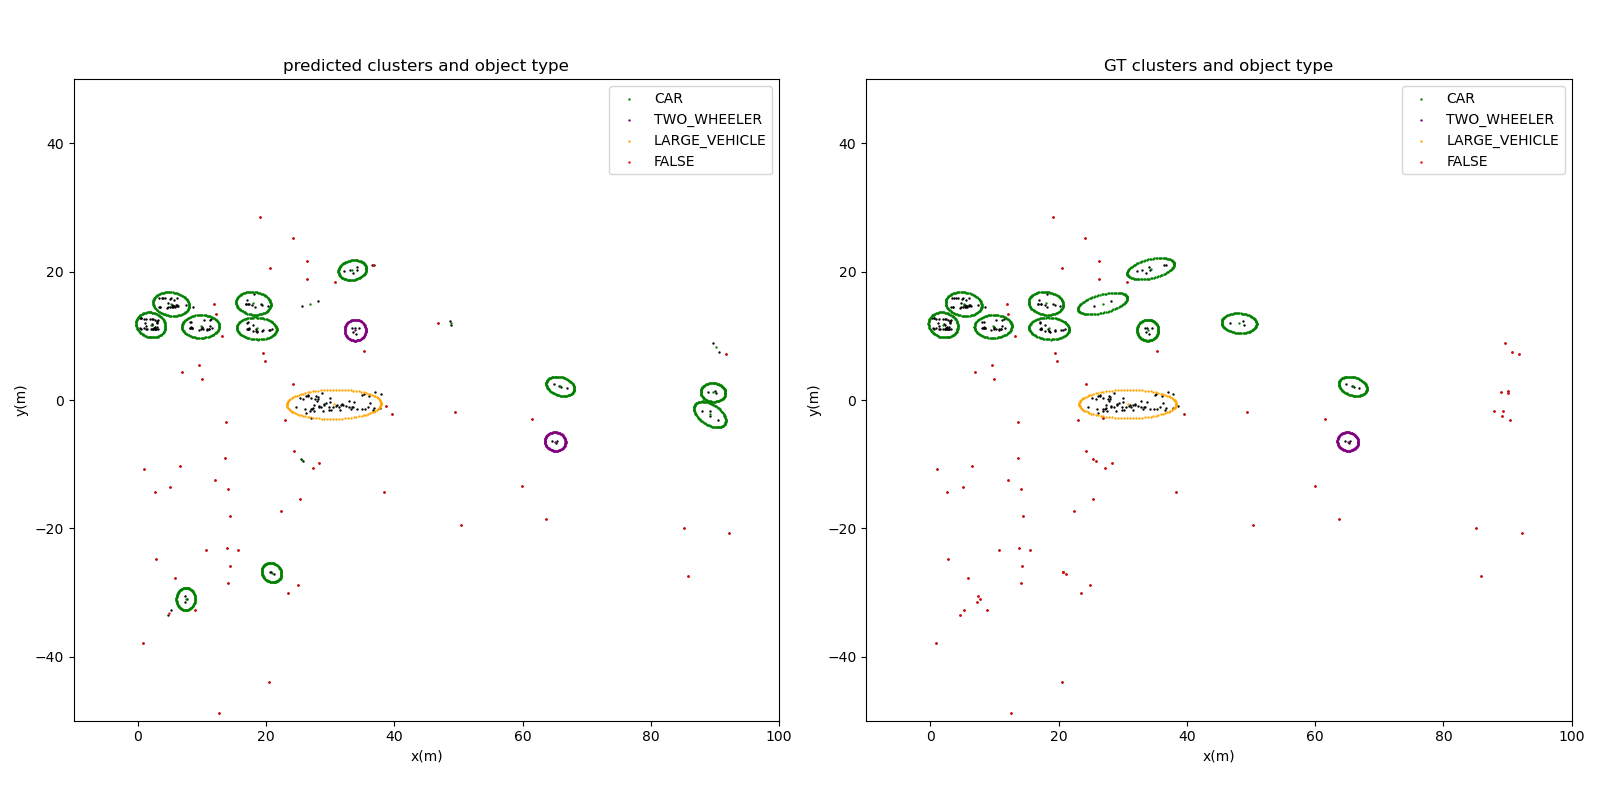 predicted clusters and object type
CAR
TWO_WHEELER
LARGE_VEHICLE
FALSE
40
20
0
−20
−40
y(m)
0
20
40
60
80
100
x(m)
GT clusters and object type
CAR
TWO_WHEELER
LARGE_VEHICLE
FALSE
40
20
0
−20
−40
y(m)
0
20
40
60
80
100
x(m)